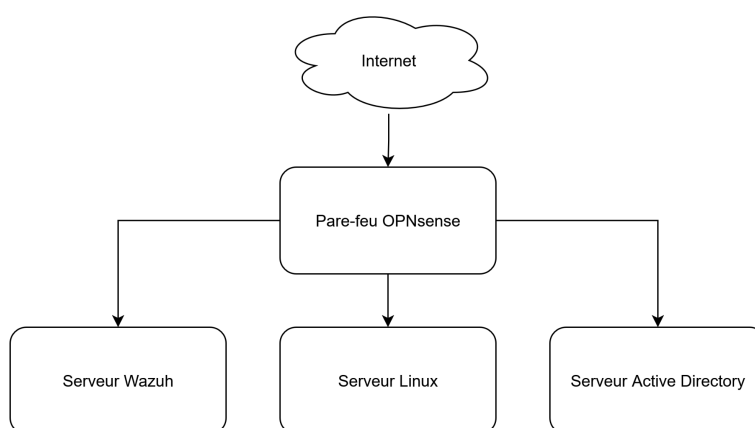 Internet
Pare-feu OPNsense
Serveur Wazuh
Serveur Linux
Serveur Active Directory